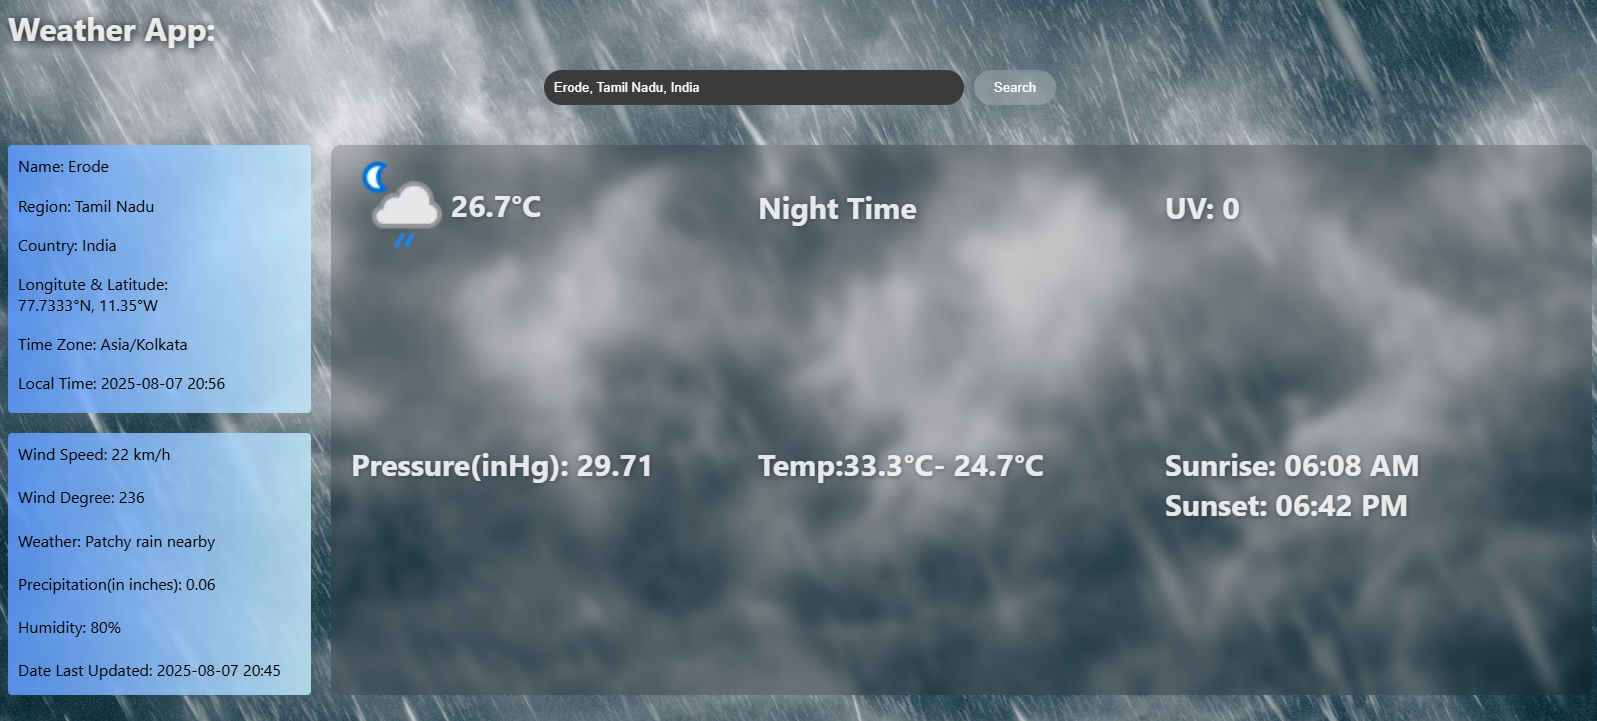 Weather App:
Erode, Tamil Nadu, India
Search
Name: Erode
Region: Tamil Nadu
Country: India
Longitute & Latitude:
77.7333°N, 11.35°W
Time Zone: Asia/Kolkata
Local Time: 2025-08-07 20:56
Wind Speed: 22 km/h
Wind Degree: 236
Weather: Patchy rain nearby
Precipitation(in inches): 0.06
Humidity: 80%
Date Last Updated: 2025-08-07 20:45
26.7°C
Night Time
UV: 0
Pressure(inHg): 29.71
Temp:33.3°C- 24.7°C
Sunrise: 06:08 AM
Sunset: 06:42 PM